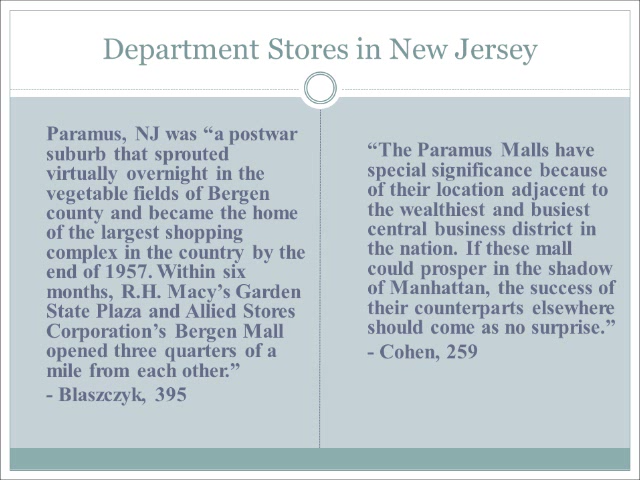 Department Stores in New Jersey
Paramus, NJ was “a postwar
suburb that sprouted
virtually overnight in the
vegetable fields of Bergen
county and became the home
of the largest shopping
complex in the country by the
end of 1957. Within six
months, R.H. Macy’s Garden
State Plaza and Allied Stores
Corporation’s Bergen Mall
opened three quarters of a
mile from each other.”
- Blaszczyk, 395
“The Paramus Malls have
special significance because
of their location adjacent to
the wealthiest and busiest
central business district in
the nation. If these mall
could prosper in the shadow
of Manhattan, the success of
their counterparts elsewhere
should come as no surprise.”
- Cohen, 259